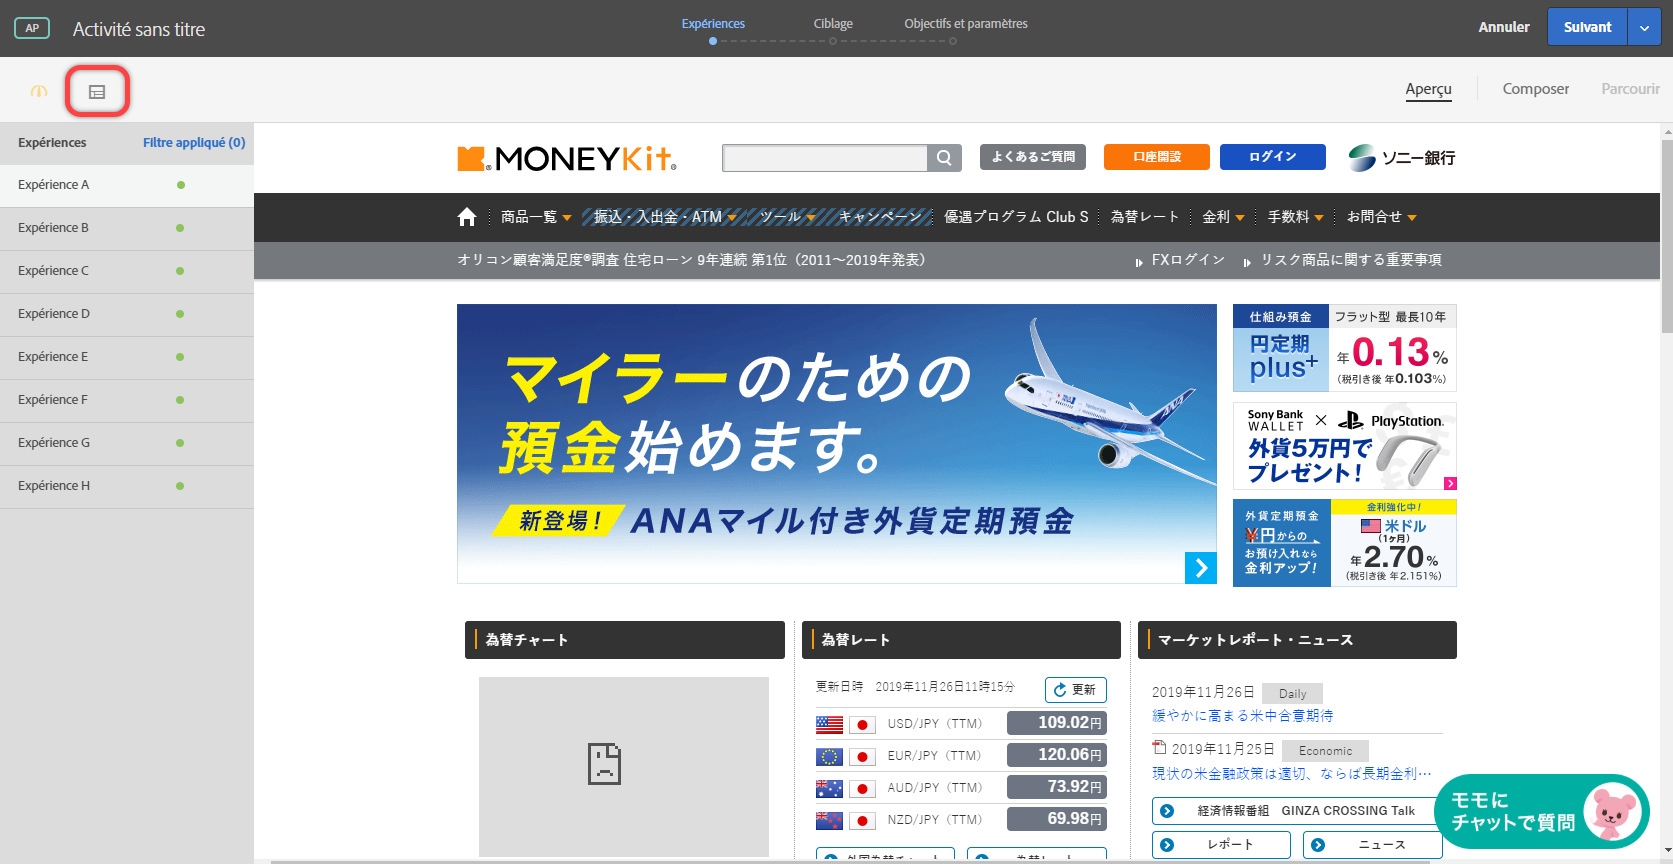 AP
Activité sans titre
Expériences
Ciblage
Objectifs et paramètres
Annuler
Suivant
Aperçu
Composer
Parcourir
Expériences
Filtre appliqué (0)
Expérience A
Expérience B
Expérience C
Expérience D
Expérience E
Expérience F
Expérience G
Expérience H
MONEYKit
よくあるご質問
口座開設
ログイン
ソニー銀行
商品一覧
振込・入出金・ATM
ツール
キャンペーン
優遇プログラム Club S
為替レート
金利
手数料
お問合せ
オリコン顧客満足度®調査 住宅ローン 9年連続 第1位（2011～2019年発表）
FXログイン
リスク商品に関する重要事項
マイラーのための
預金始めます。
新登場！ ANAマイル付き外貨定期預金
仕組み預金
フラット型 最長10年
円定期
plus+
年0.13%
(税引き後 年0.103%)
Sony Bank
WALLET × PlayStation.
外貨5万円で
プレゼント！
外貨定期預金
¥円からの
お預け入れなら
金利アップ！
金利強化中！
米ドル
(1ヶ月)
年2.70%
(税引き後 年2.151%)
為替チャート
為替レート
更新日時　2019年11月26日11時15分
更新
USD/JPY（TTM） 109.02円
EUR/JPY（TTM） 120.06円
AUD/JPY（TTM） 73.92円
NZD/JPY（TTM） 69.98円
マーケットレポート・ニュース
2019年11月26日 Daily
緩やかに高まる米中合意期待
2019年11月25日 Economic
現状の米金融政策は適切、ならば長期金利…
経済情報番組　GINZA CROSSING Talk
レポート
ニュース
モモに
チャットで質問